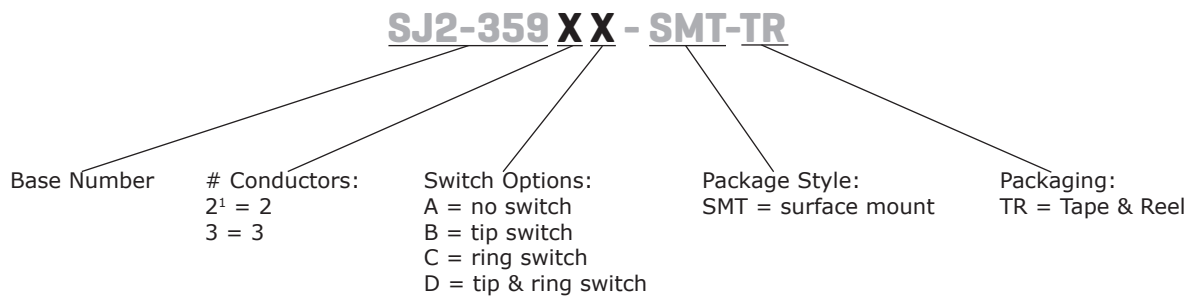 SJ2-359 X X - SMT-TR
Base Number
# Conductors:
2¹ = 2
3 = 3
Switch Options:
A = no switch
B = tip switch
C = ring switch
D = tip & ring switch
Package Style:
SMT = surface mount
Packaging:
TR = Tape & Reel